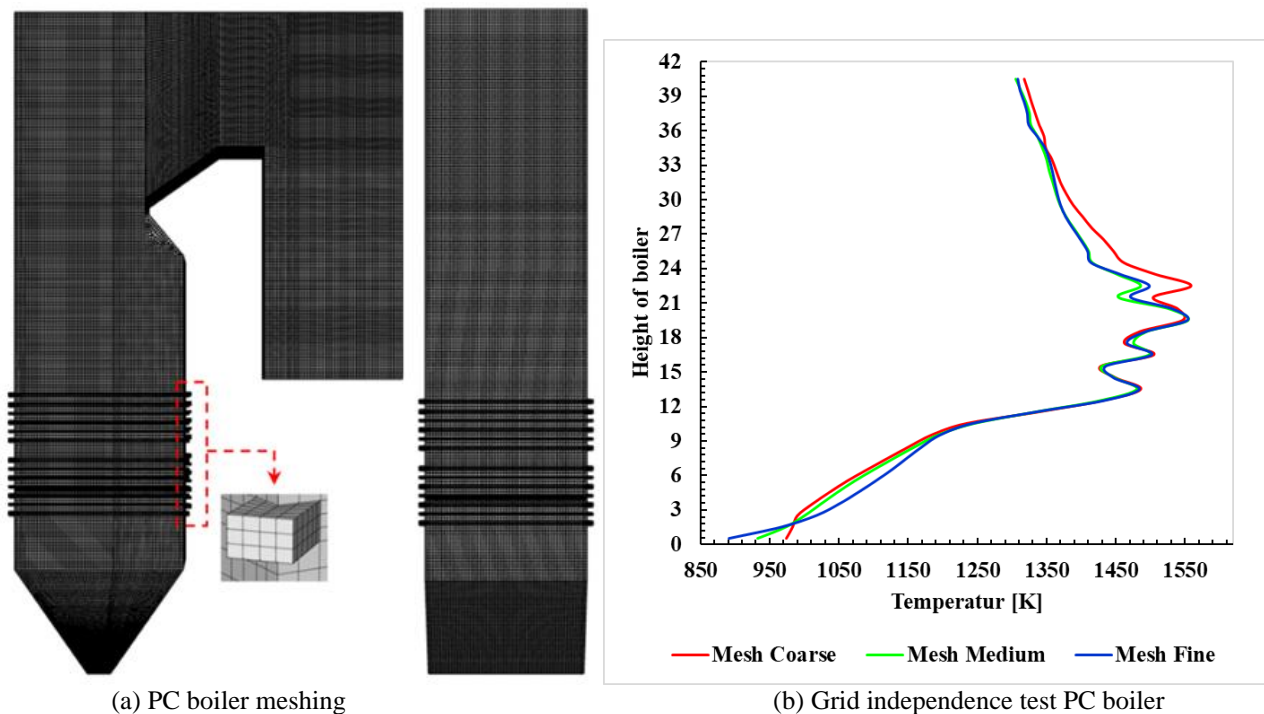 42
39
36
33
30
27
24
21
18
15
12
9
6
3
0
Height of boiler
850 950 1050 1150 1250 1350 1450 1550
Temperatur [K]
Mesh Coarse Mesh Medium Mesh Fine
(a) PC boiler meshing
(b) Grid independence test PC boiler